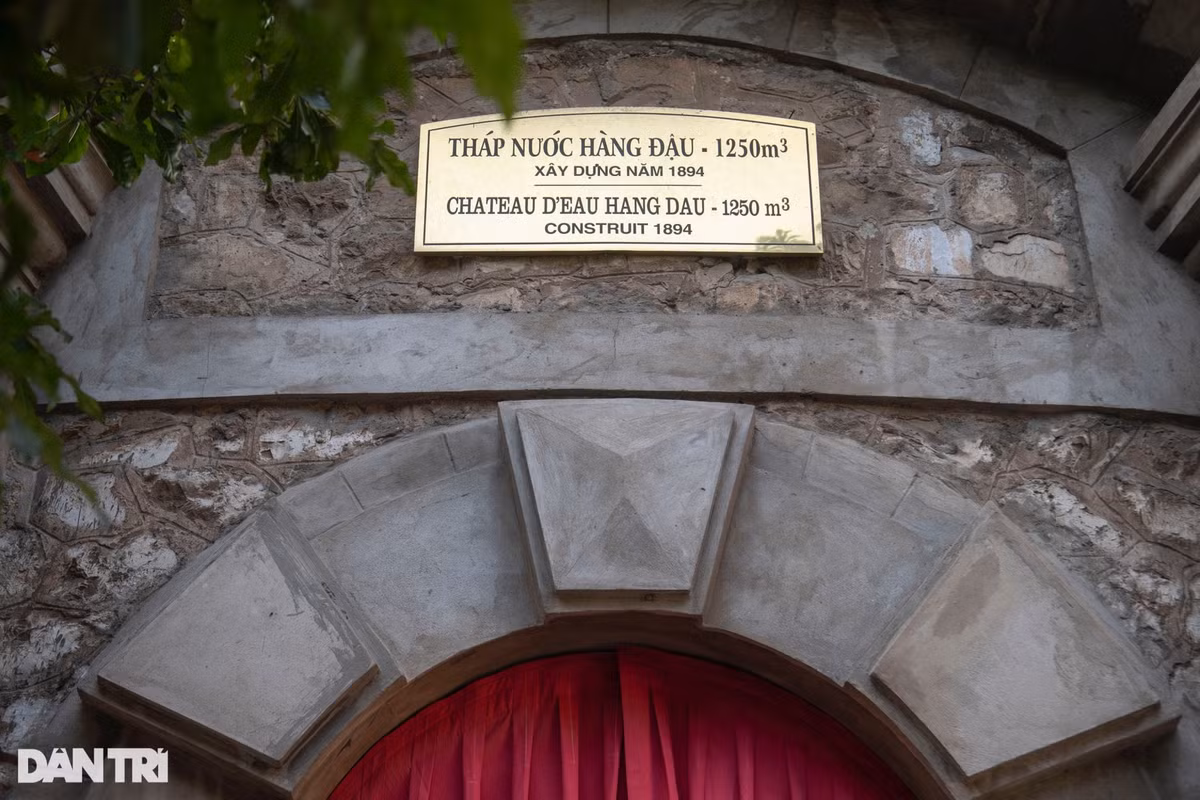 THÁP NƯỚC HÀNG ĐẬU - 1250m³
XÂY DỰNG NĂM 1894
CHATEAU D'EAU HANG DAU - 1250 m³
CONSTRUIT 1894
DÂN TRÍ